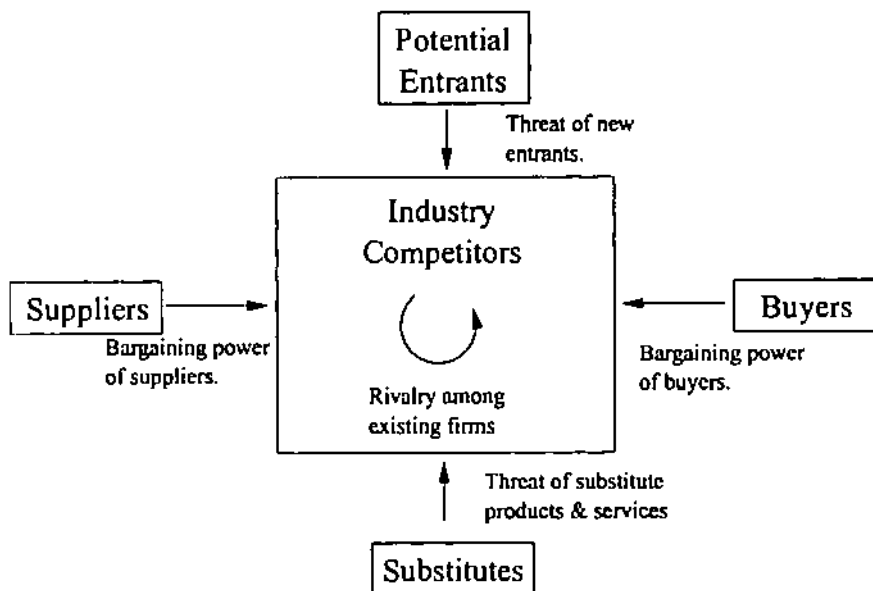 Potential
Entrants
Threat of new
entrants.
Industry
Competitors
Suppliers
Buyers
Bargaining power
of suppliers.
Bargaining power
of buyers.
Rivalry among
existing firms
Threat of substitute
products & services
Substitutes